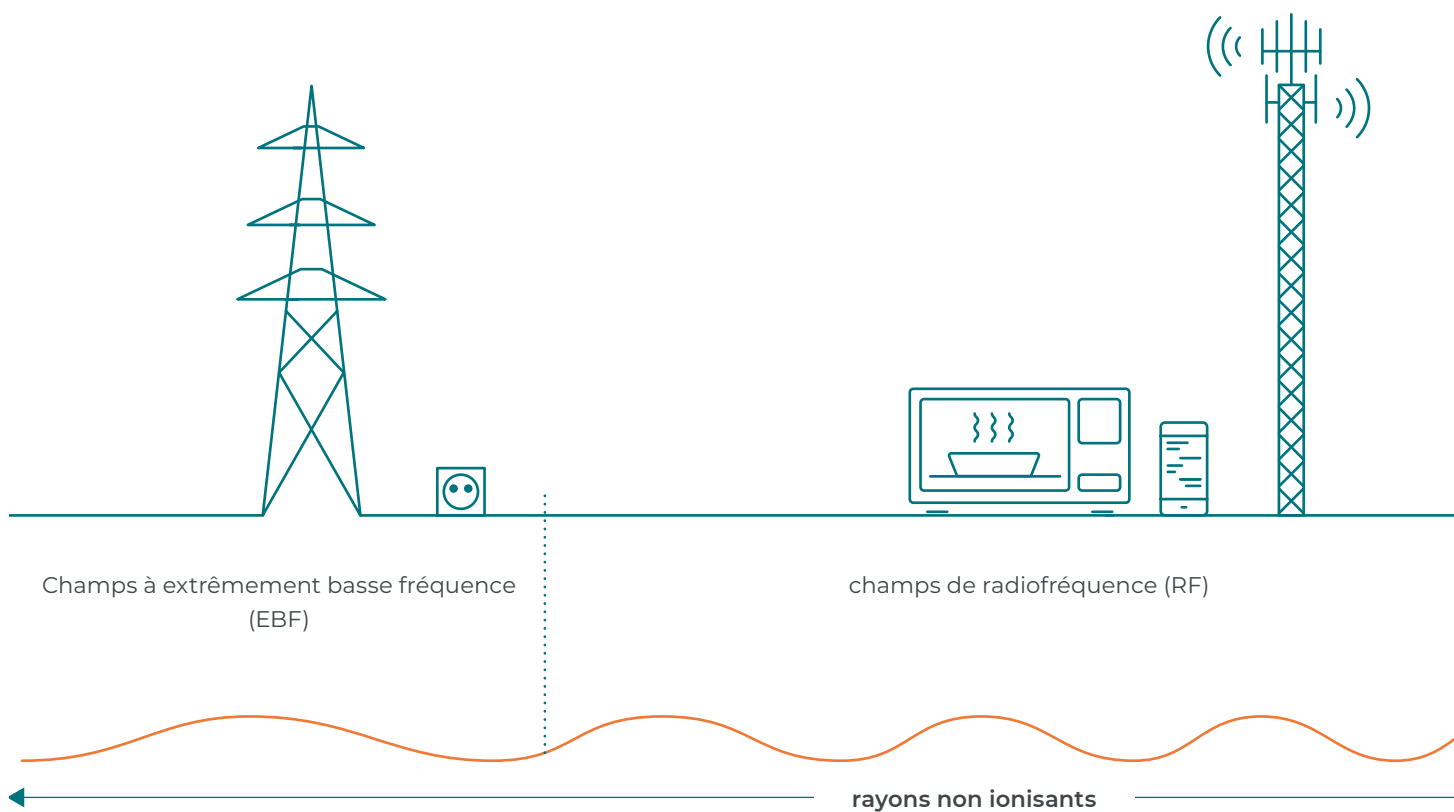 Champs à extrêmement basse fréquence
(EBF)
champs de radiofréquence (RF)
rayons non ionisants